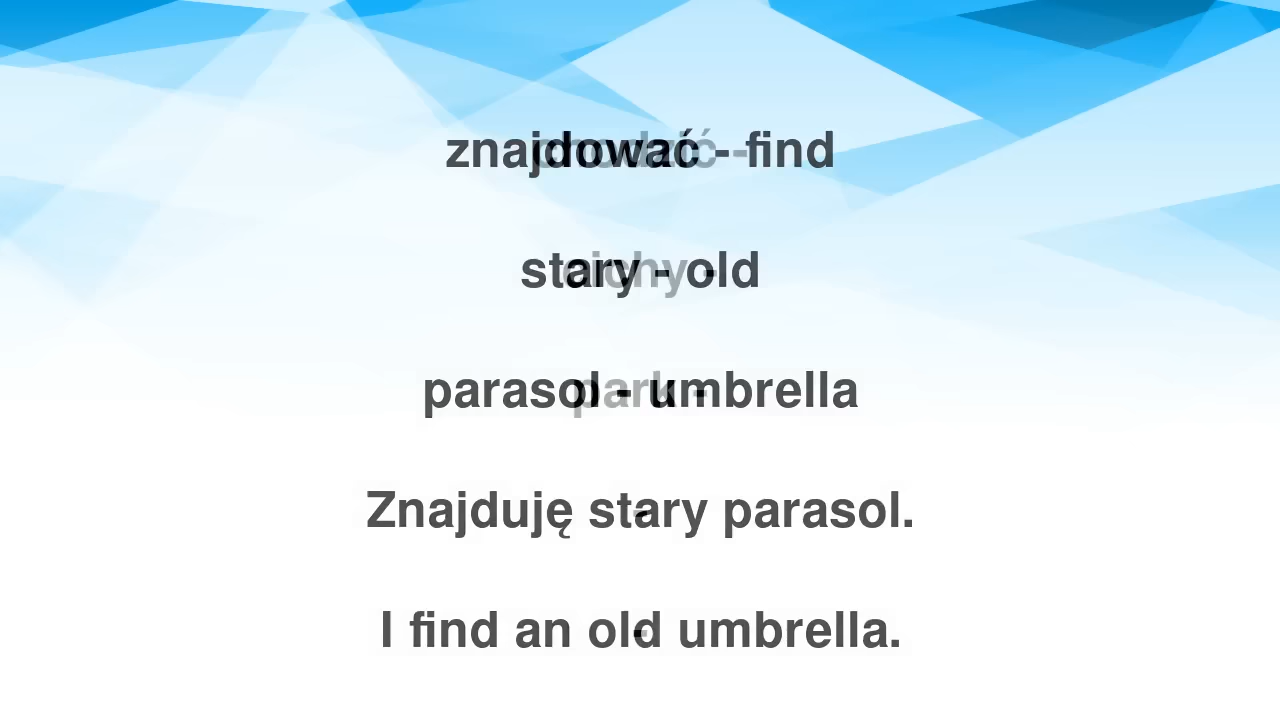 znajdować - find
stary - old
parasol - umbrella
Znajduję stary parasol.
I find an old umbrella.